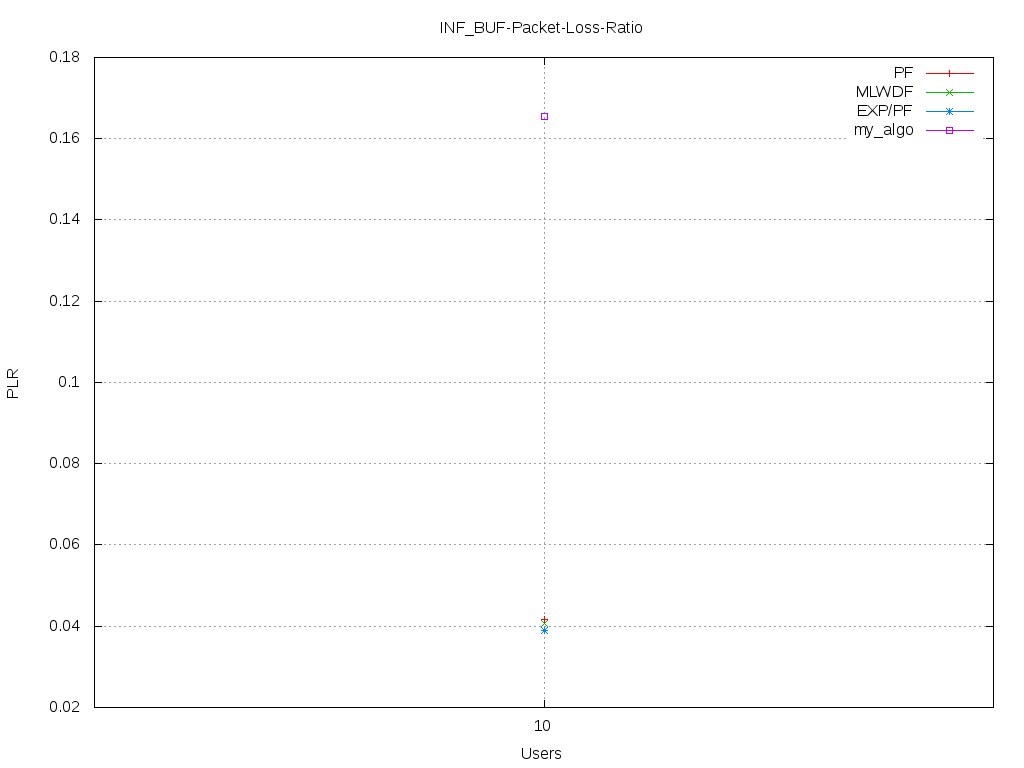 INF_BUF-Packet-Loss-Ratio
0.18
0.16
0.14
0.12
0.1
0.08
0.06
0.04
0.02
PLR
PF
MLWDF
EXP/PF
my_algo
10
Users